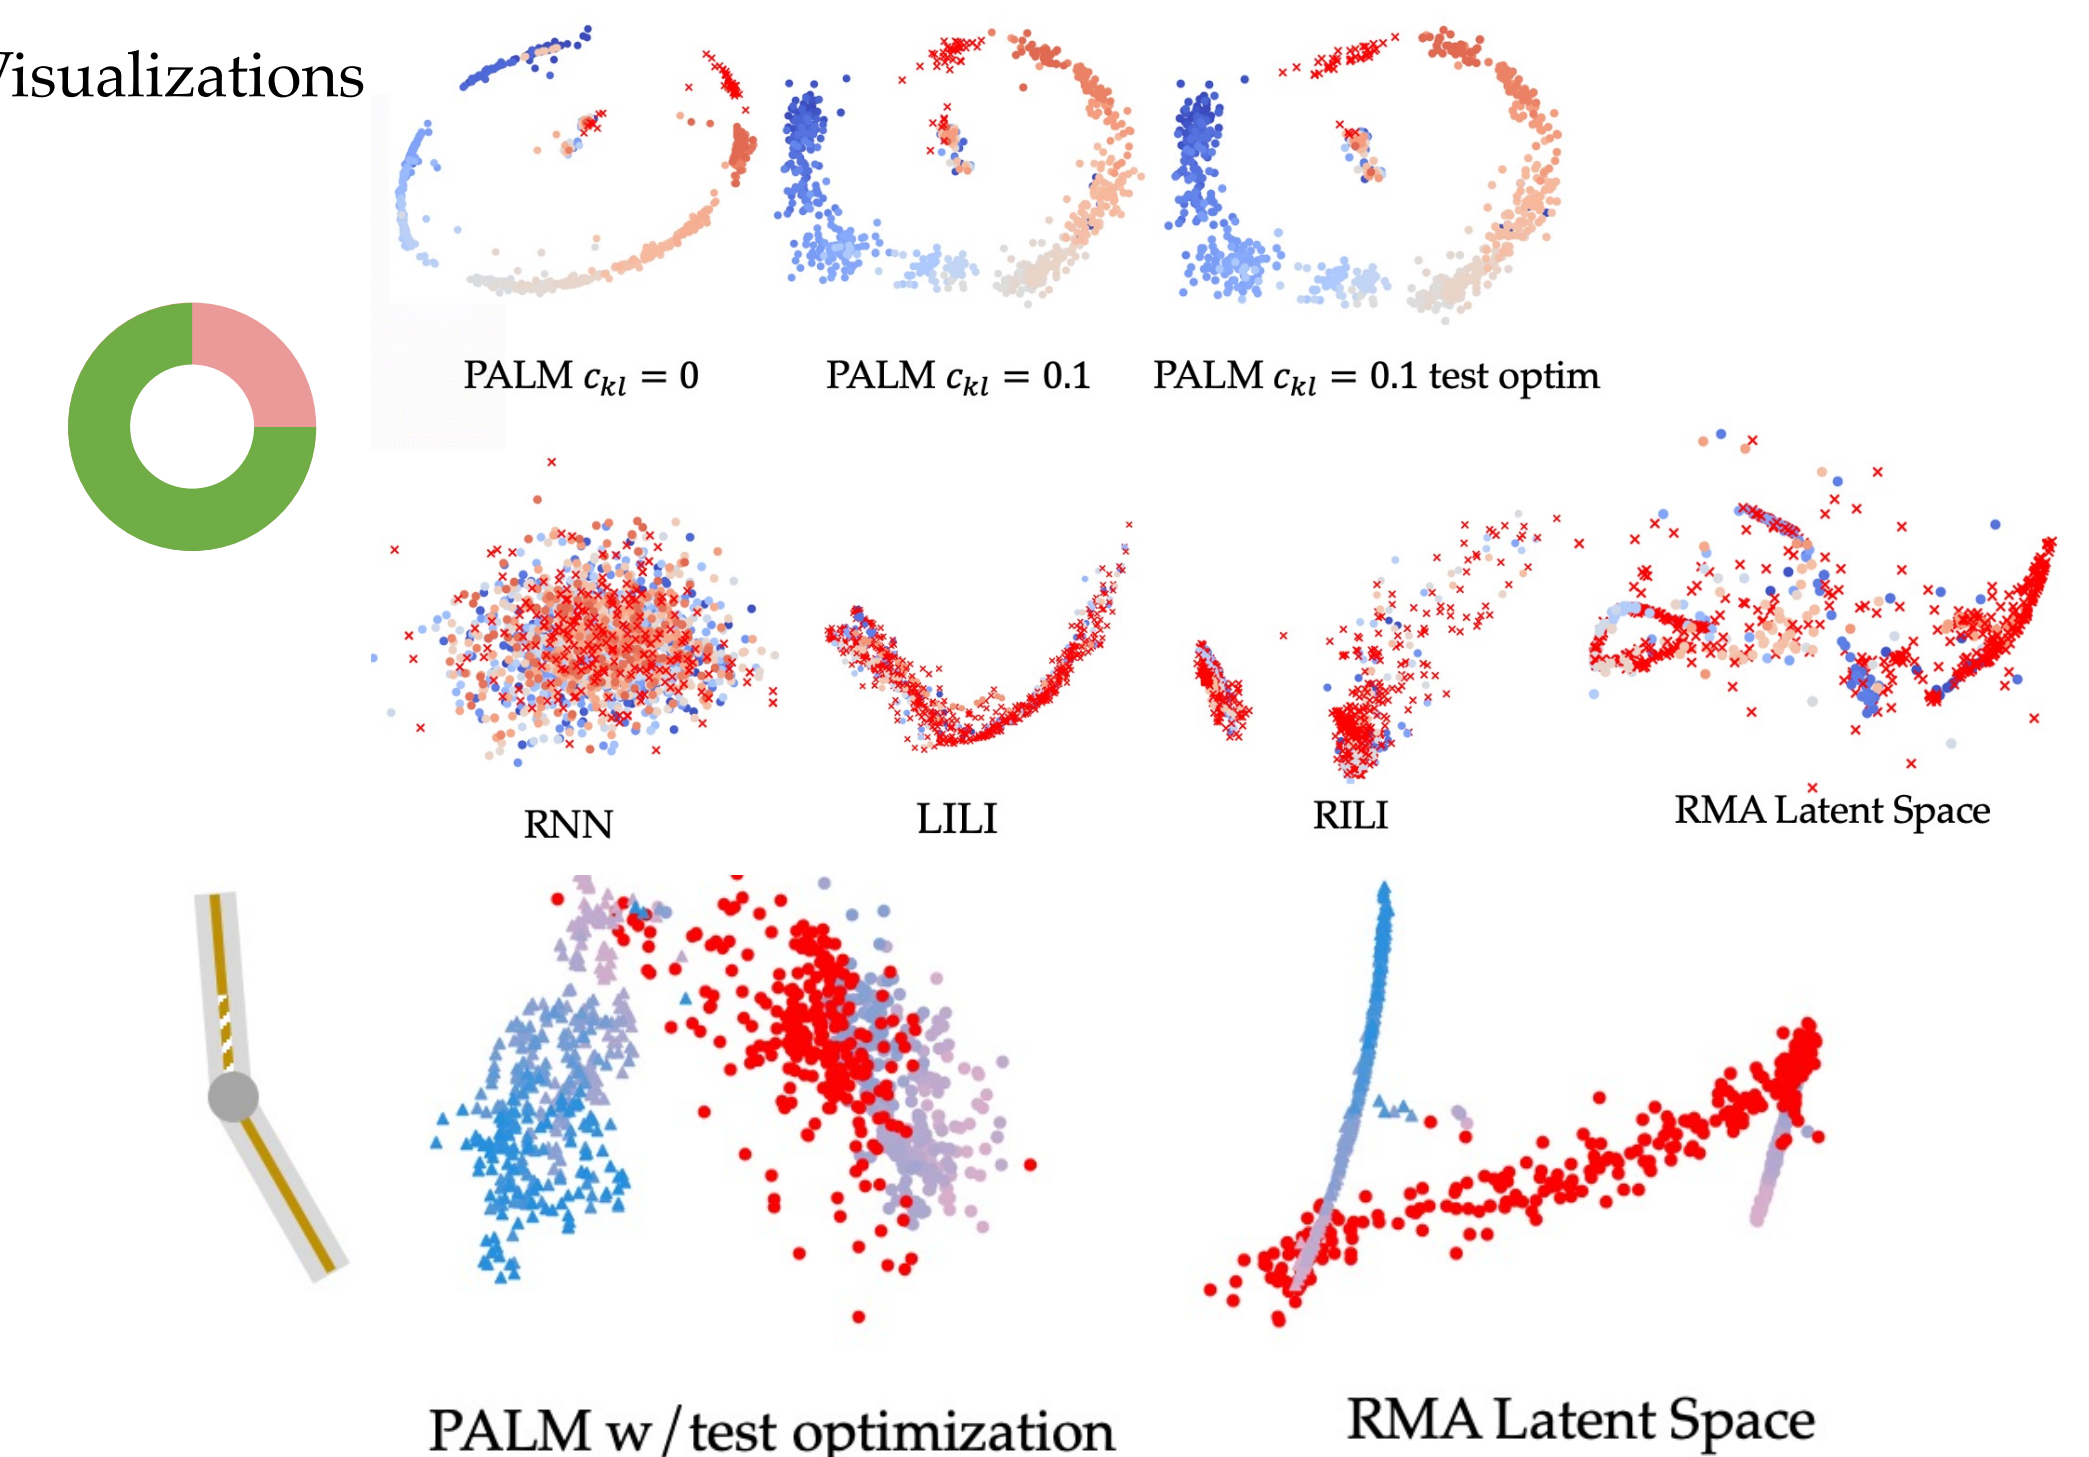 Visualizations
PALM c_kl = 0
PALM c_kl = 0.1
PALM c_kl = 0.1 test optim
RNN
LILI
RILI
RMA Latent Space
PALM w/test optimization
RMA Latent Space